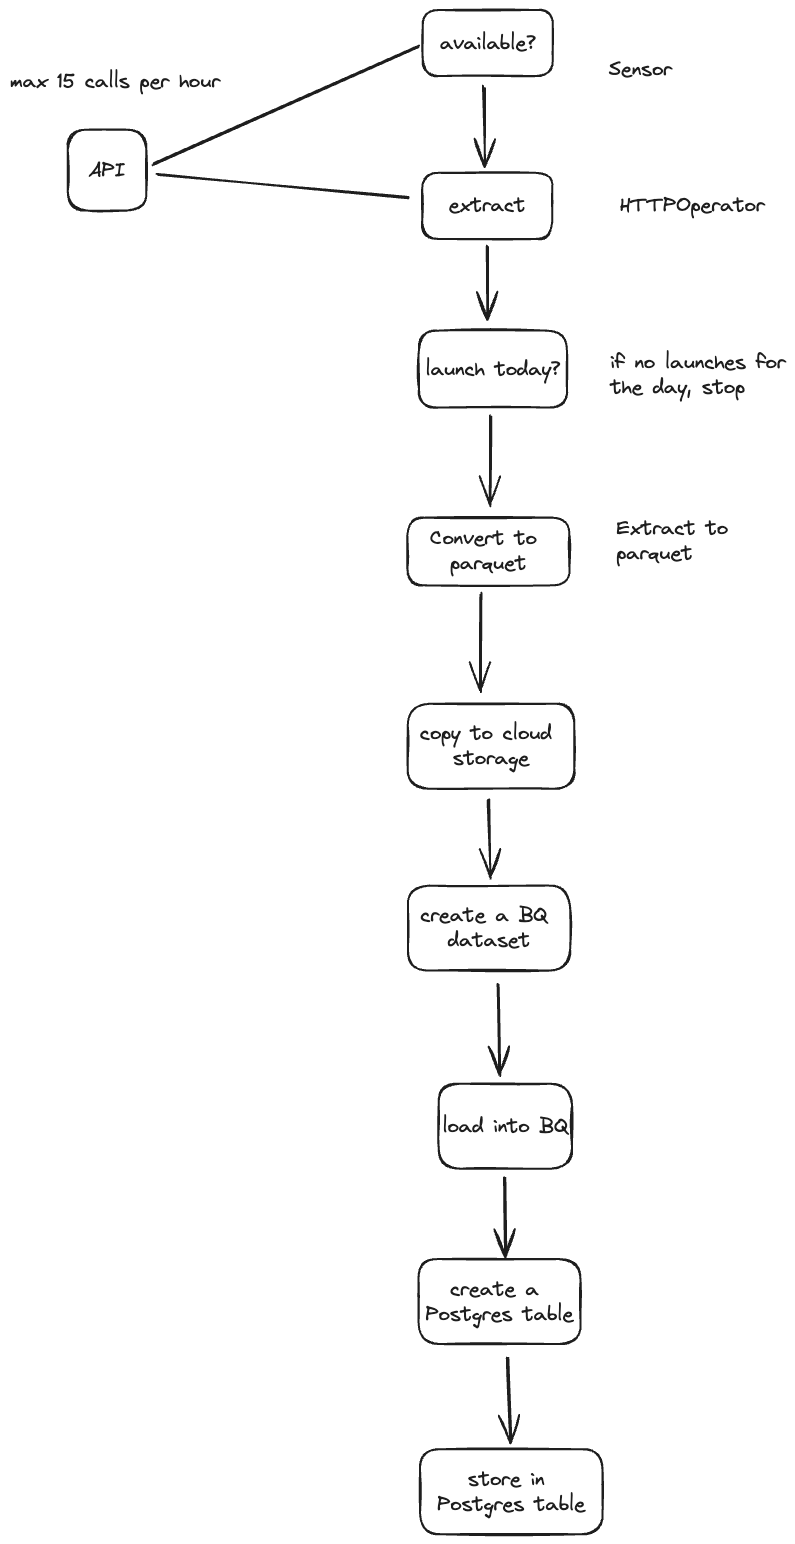 available?
Sensor
max 15 calls per hour
API
extract
HTTPOperator
launch today?
if no launches for
the day, stop
Convert to
parquet
Extract to
parquet
copy to cloud
storage
create a BQ
dataset
load into BQ
create a
Postgres table
store in
Postgres table